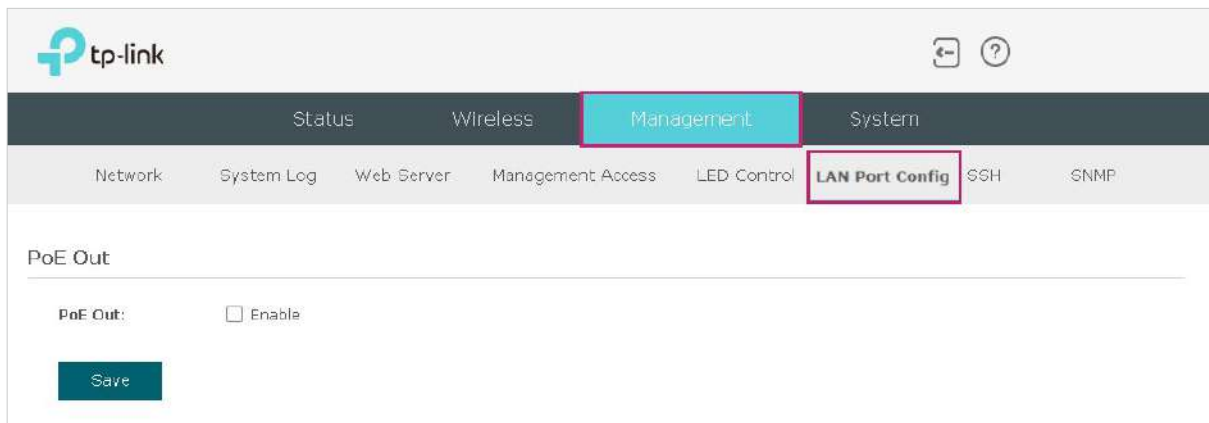 tp-link
Status Wireless Management System
Network System Log Web Server Management Access LED Control LAN Port Config SSH SNMP
PoE Out
PoE Out: Enable
Save